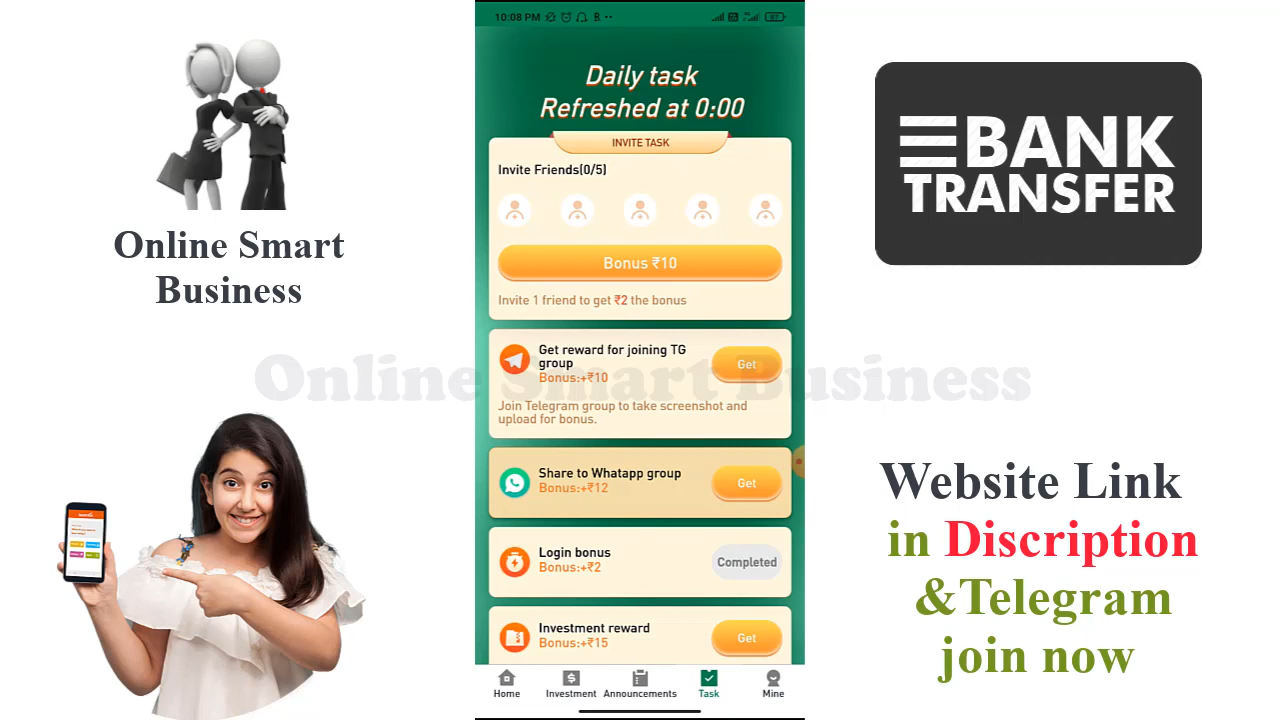 Online Smart
Business
10:08 PM
Daily task
Refreshed at 0:00
INVITE TASK
Invite Friends(0/5)
Bonus ₹10
Invite 1 friend to get ₹2 the bonus
Get reward for joining TG
group
Bonus:+₹10
Get
Join Telegram group to take screenshot and
upload for bonus.
Share to Whatapp group
Bonus:+₹12
Get
Login bonus
Bonus:+₹2
Completed
Investment reward
Bonus:+₹15
Get
Home
Investment
Announcements
Task
Mine
Online Smart Business
BANK
TRANSFER
Website Link
in Discription
&Telegram
join now